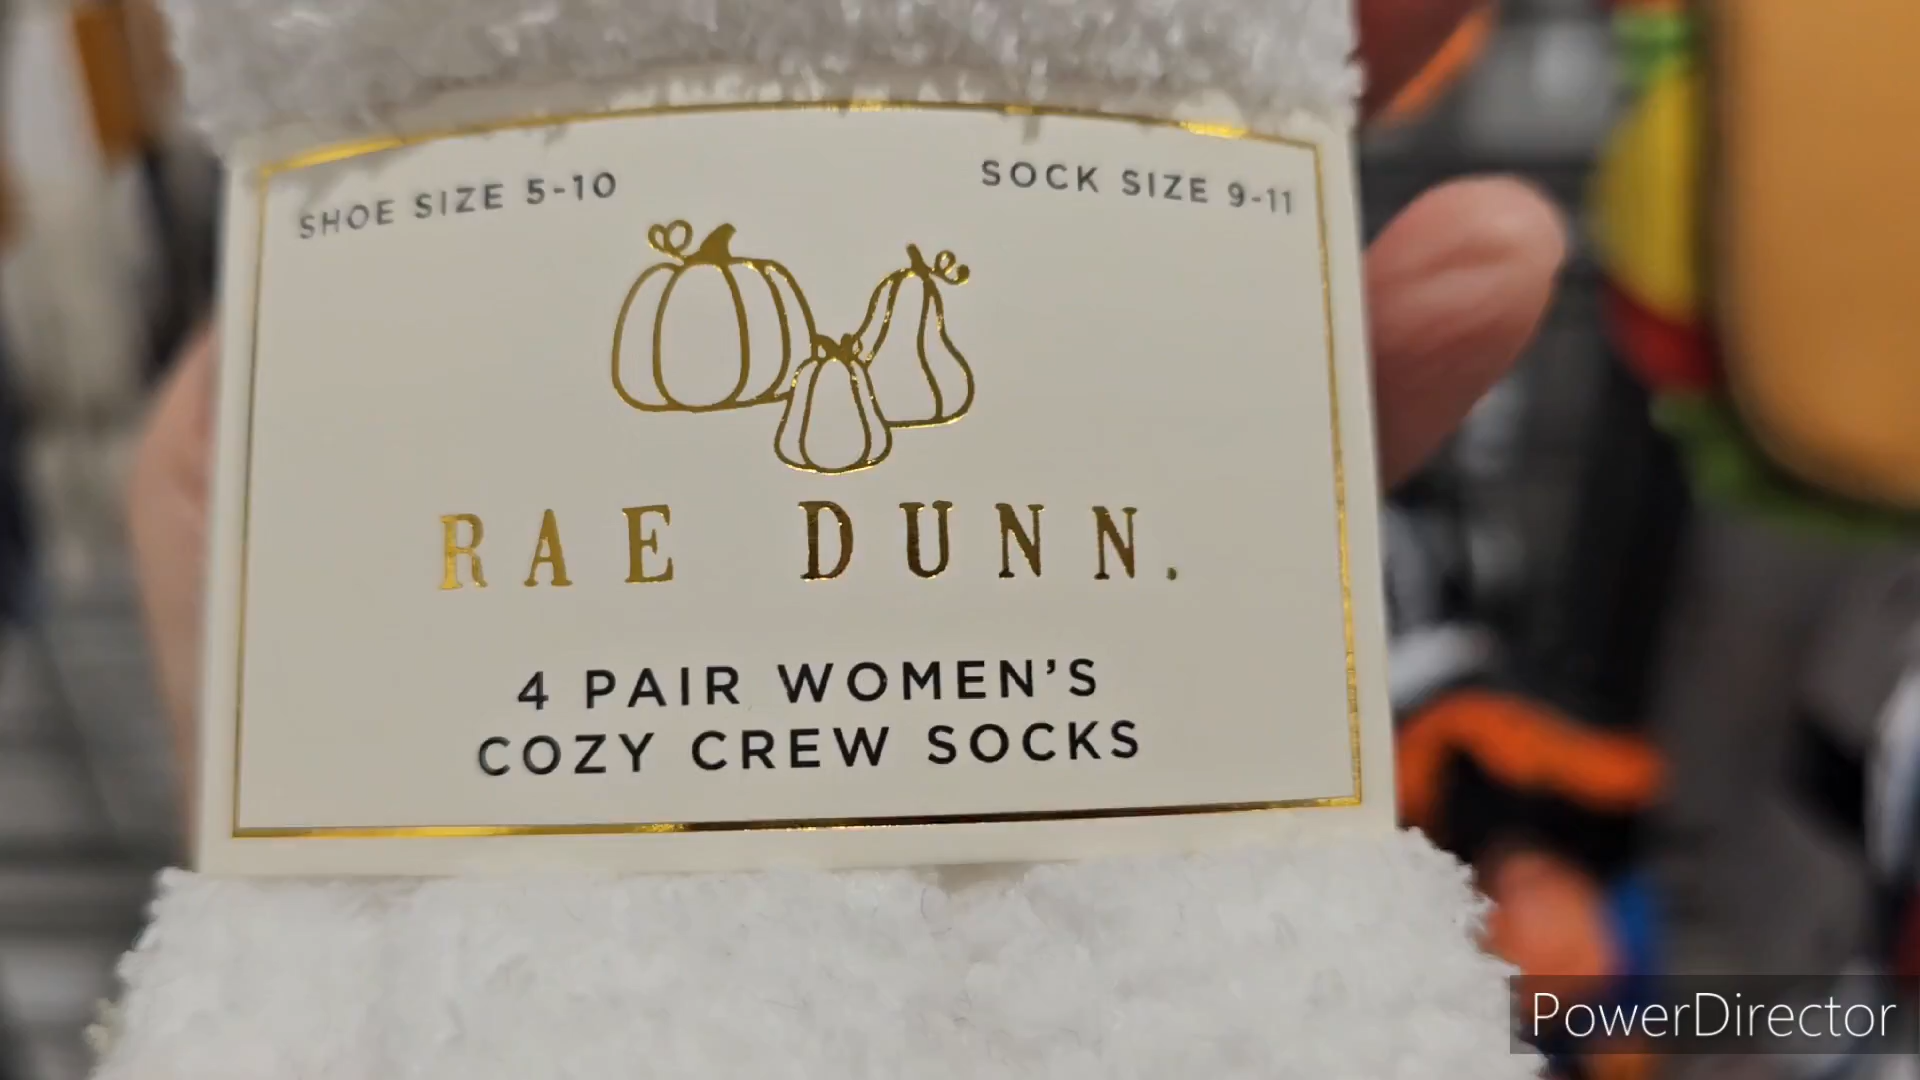 SHOE SIZE 5-10
SOCK SIZE 9-11
RAE DUNN.
4 PAIR WOMEN'S
COZY CREW SOCKS
PowerDirector